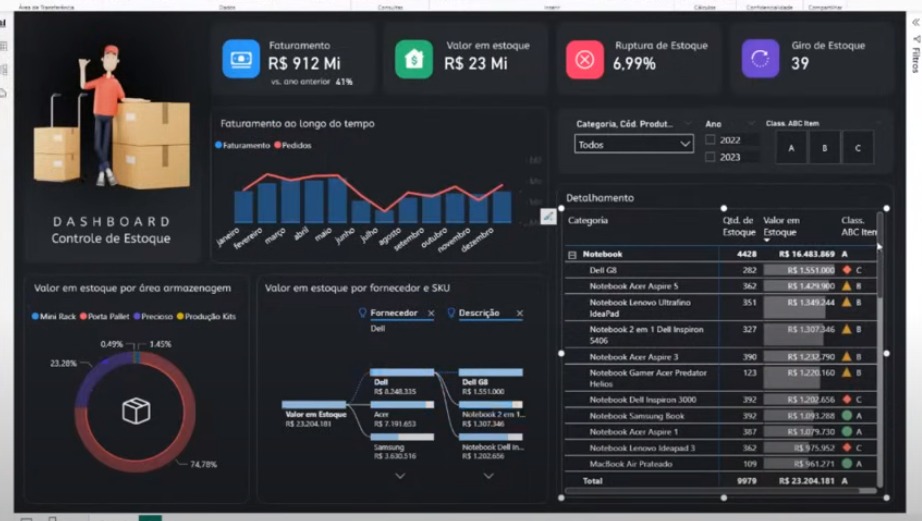 Área de Transferência
Dados
Consultas
Inserir
Cálculos
Confidencialidade
Compartilhar
Filtros
DASHBOARD
Controle de Estoque
Faturamento
R$ 912 Mi
vs. ano anterior 41%
Valor em estoque
R$ 23 Mi
Ruptura de Estoque
6,99%
Giro de Estoque
39
Faturamento ao longo do tempo
Faturamento Pedidos
janeiro
fevereiro
março
abril
maio
junho
julho
agosto
setembro
outubro
novembro
dezembro
Categoria, Cód. Produt...
Todos
Ano
2022
2023
Class. ABC Item
A B C
Valor em estoque por área armazenagem
Mini Rack Porta Pallet Precioso Produção Kits
0,49% 1,45%
23,28%
74,78%
Valor em estoque por fornecedor e SKU
Fornecedor
Dell
Descrição
Valor em Estoque
R$ 23.204.181
Dell
R$ 8.248.335
Acer
R$ 7.191.653
Samsung
R$ 3.630.516
Dell G8
R$ 1.551.000
Notebook 2 em 1...
R$ 1.307.346
Notebook Dell In...
R$ 1.202.656
Detalhamento
Categoria Qtd. de Estoque Valor em Estoque Class. ABC Item
Notebook 4428 R$ 16.483.869 A
Dell G8 282 R$ 1.551.000 C
Notebook Acer Aspire 5 362 R$ 1.429.900 B
Notebook Lenovo Ultrafino IdeaPad 351 R$ 1.349.244 B
Notebook 2 em 1 Dell Inspiron 5406 327 R$ 1.307.346 B
Notebook Acer Aspire 3 390 R$ 1.232.790 B
Notebook Gamer Acer Predator Helios 123 R$ 1.220.160 B
Notebook Dell Inspiron 3000 392 R$ 1.202.656 C
Notebook Samsung Book 392 R$ 1.093.288 A
Notebook Acer Aspire 1 387 R$ 1.079.730 A
Notebook Lenovo Ideapad 3 362 R$ 975.952 C
MacBook Air Prateado 109 R$ 961.271 A
Total 9979 R$ 23.204.181 A